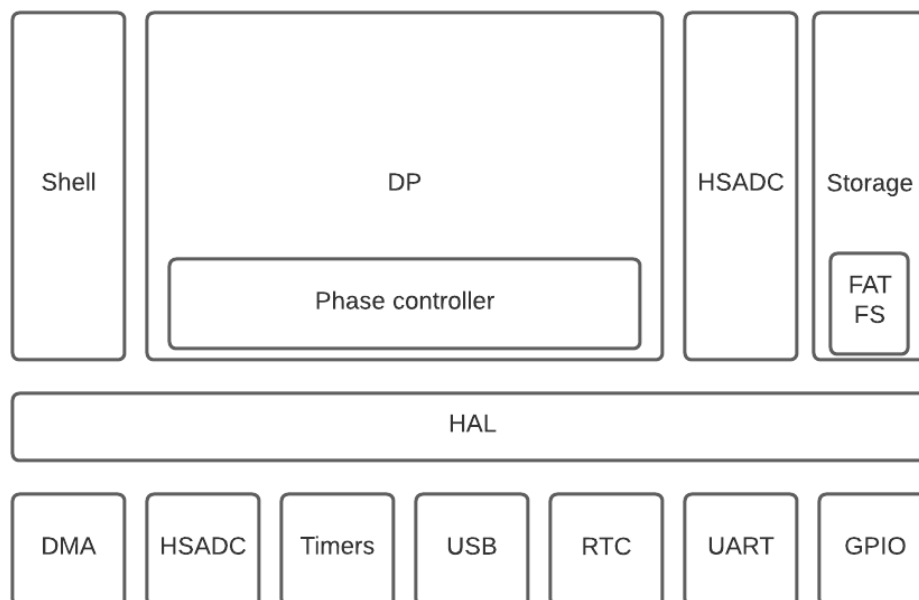 Shell
DP
HSADC
Storage
Phase controller
FAT
FS
HAL
DMA
HSADC
Timers
USB
RTC
UART
GPIO